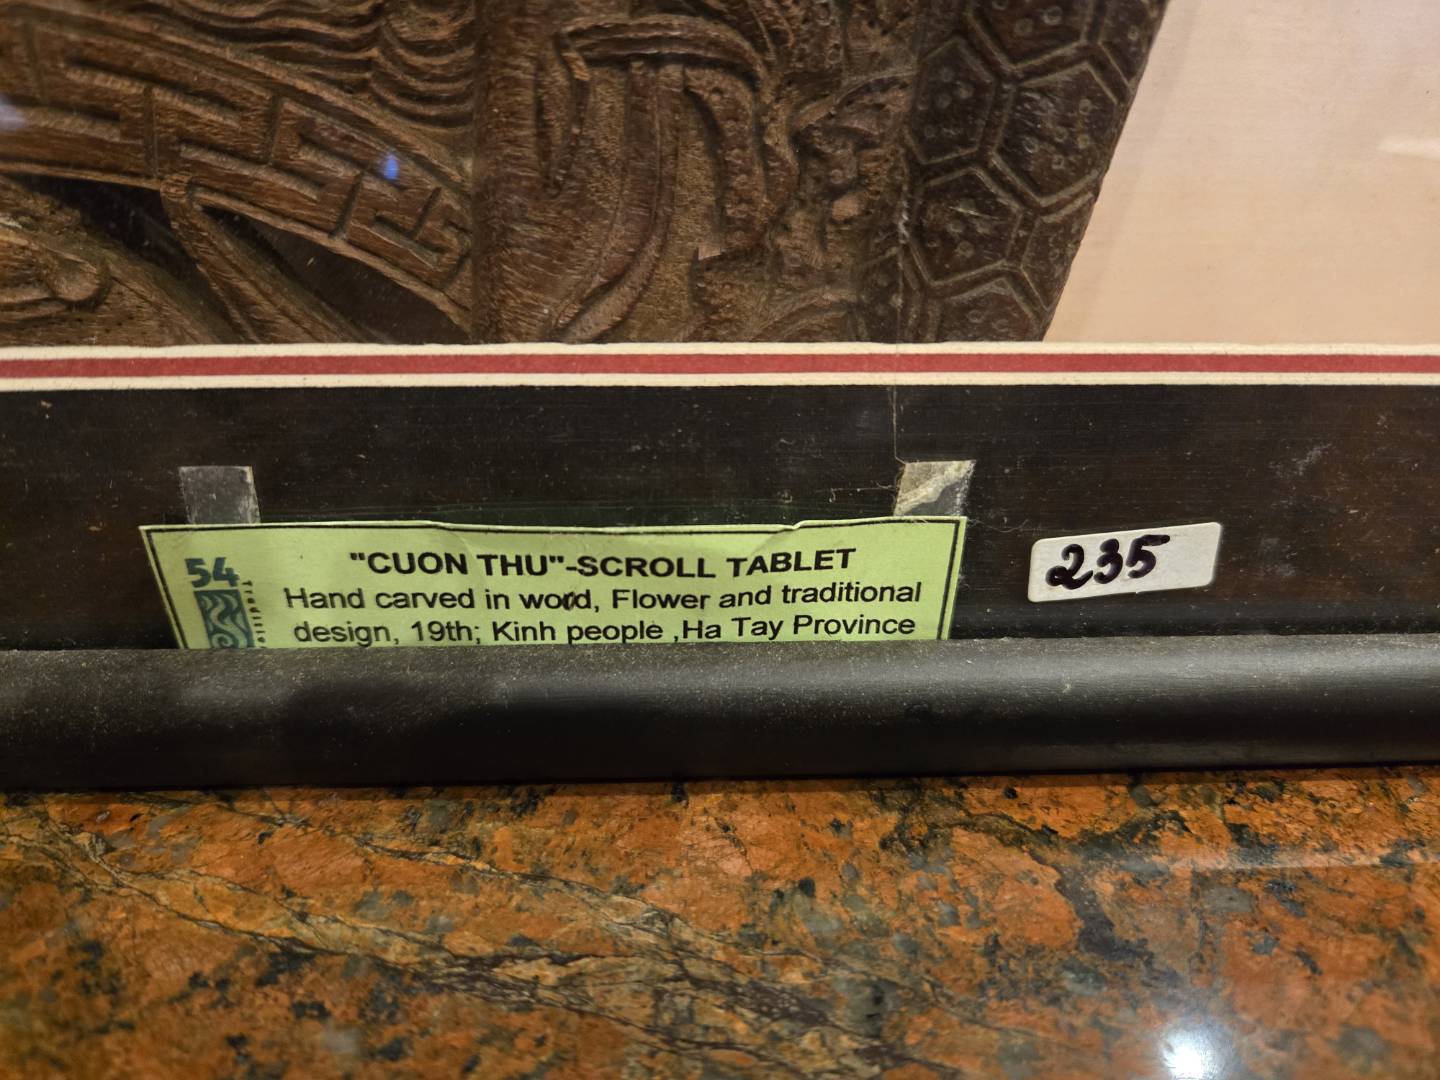 54
Traditio
"CUON THU"-SCROLL TABLET
Hand carved in word, Flower and traditional
design, 19th; Kinh people ,Ha Tay Province
235